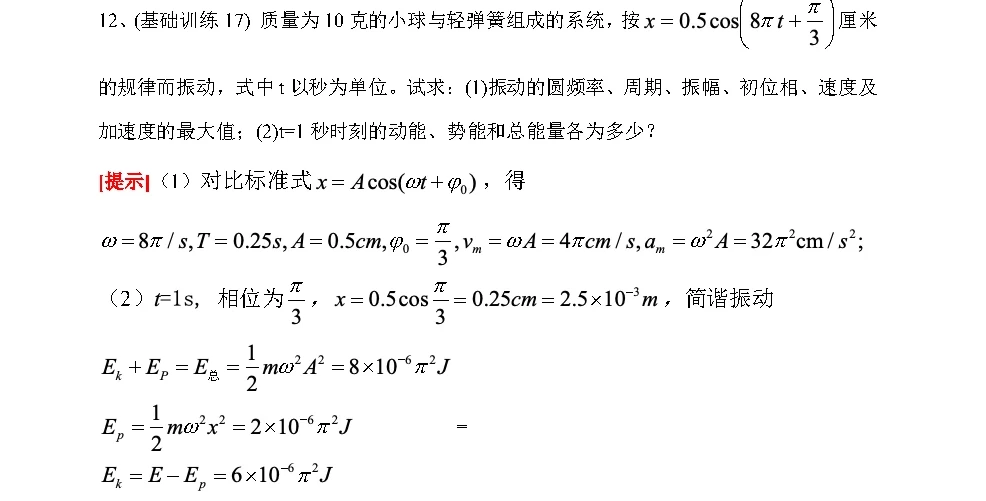 12、(基础训练 17) 质量为 10 克的小球与轻弹簧组成的系统，按 x = 0.5cos(8πt + π/3) 厘米
的规律而振动，式中 t 以秒为单位。试求：(1)振动的圆频率、周期、振幅、初位相、速度及
加速度的最大值；(2)t=1 秒时刻的动能、势能和总能量各为多少？
[提示]（1）对比标准式 x = Acos(ωt + φ₀) ，得
ω = 8π / s, T = 0.25s, A = 0.5cm, φ₀ = π/3, vₘ = ωA = 4πcm / s, aₘ = ω²A = 32π²cm / s²;
（2）t=1s, 相位为 π/3 ， x = 0.5cos π/3 = 0.25cm = 2.5×10⁻³m ，简谐振动
Eₖ + E_P = E总 = 1/2 mω²A² = 8×10⁻⁶π²J
Eₚ = 1/2 mω²x² = 2×10⁻⁶π²J =
Eₖ = E − Eₚ = 6×10⁻⁶π²J